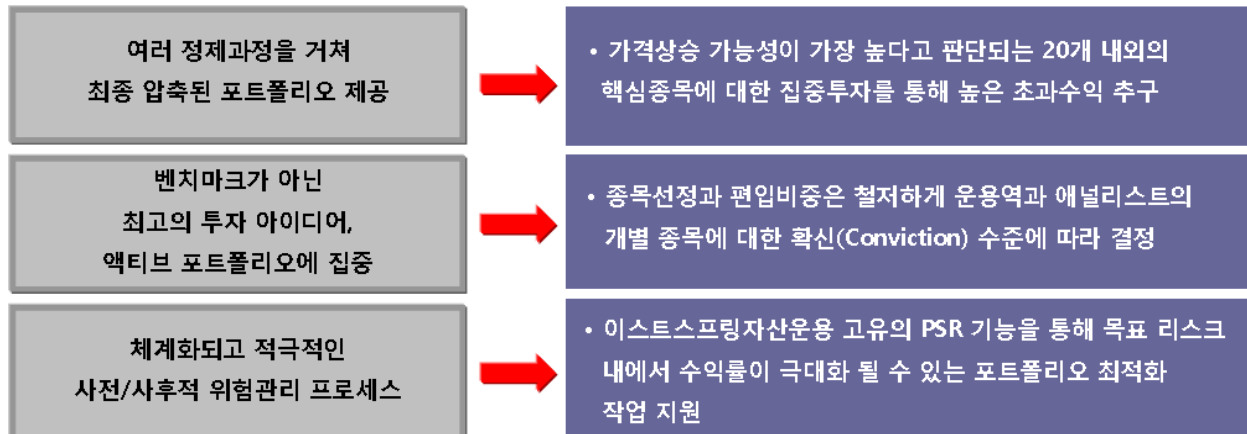 여러 정제과정을 거쳐
최종 압축된 포트폴리오 제공
• 가격상승 가능성이 가장 높다고 판단되는 20개 내외의
핵심종목에 대한 집중투자를 통해 높은 초과수익 추구
벤치마크가 아닌
최고의 투자 아이디어,
액티브 포트폴리오에 집중
• 종목선정과 편입비중은 철저하게 운용역과 애널리스트의
개별 종목에 대한 확신(Conviction) 수준에 따라 결정
체계화되고 적극적인
사전/사후적 위험관리 프로세스
• 이스트스프링자산운용 고유의 PSR 기능을 통해 목표 리스크
내에서 수익률이 극대화 될 수 있는 포트폴리오 최적화
작업 지원